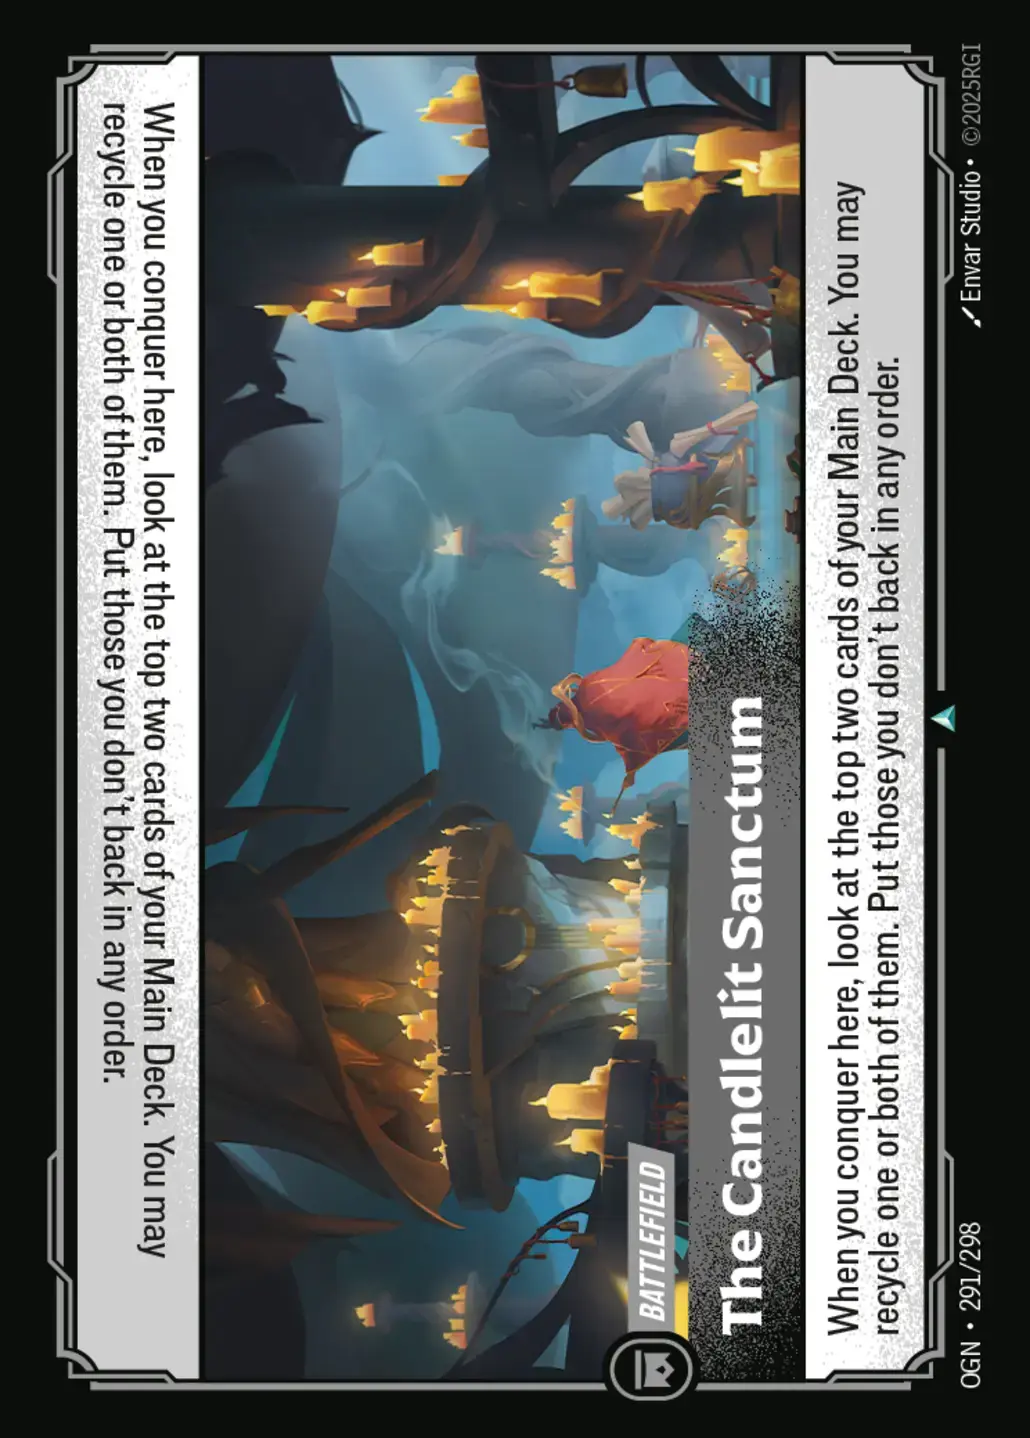 When you conquer here, look at the top two cards of your Main Deck. You may
recycle one or both of them. Put those you don't back in any order.
BATTLEFIELD
The Candlelit Sanctum
When you conquer here, look at the top two cards of your Main Deck. You may
recycle one or both of them. Put those you don't back in any order.
OGN • 291/298
Envar Studio • ©2025RGI